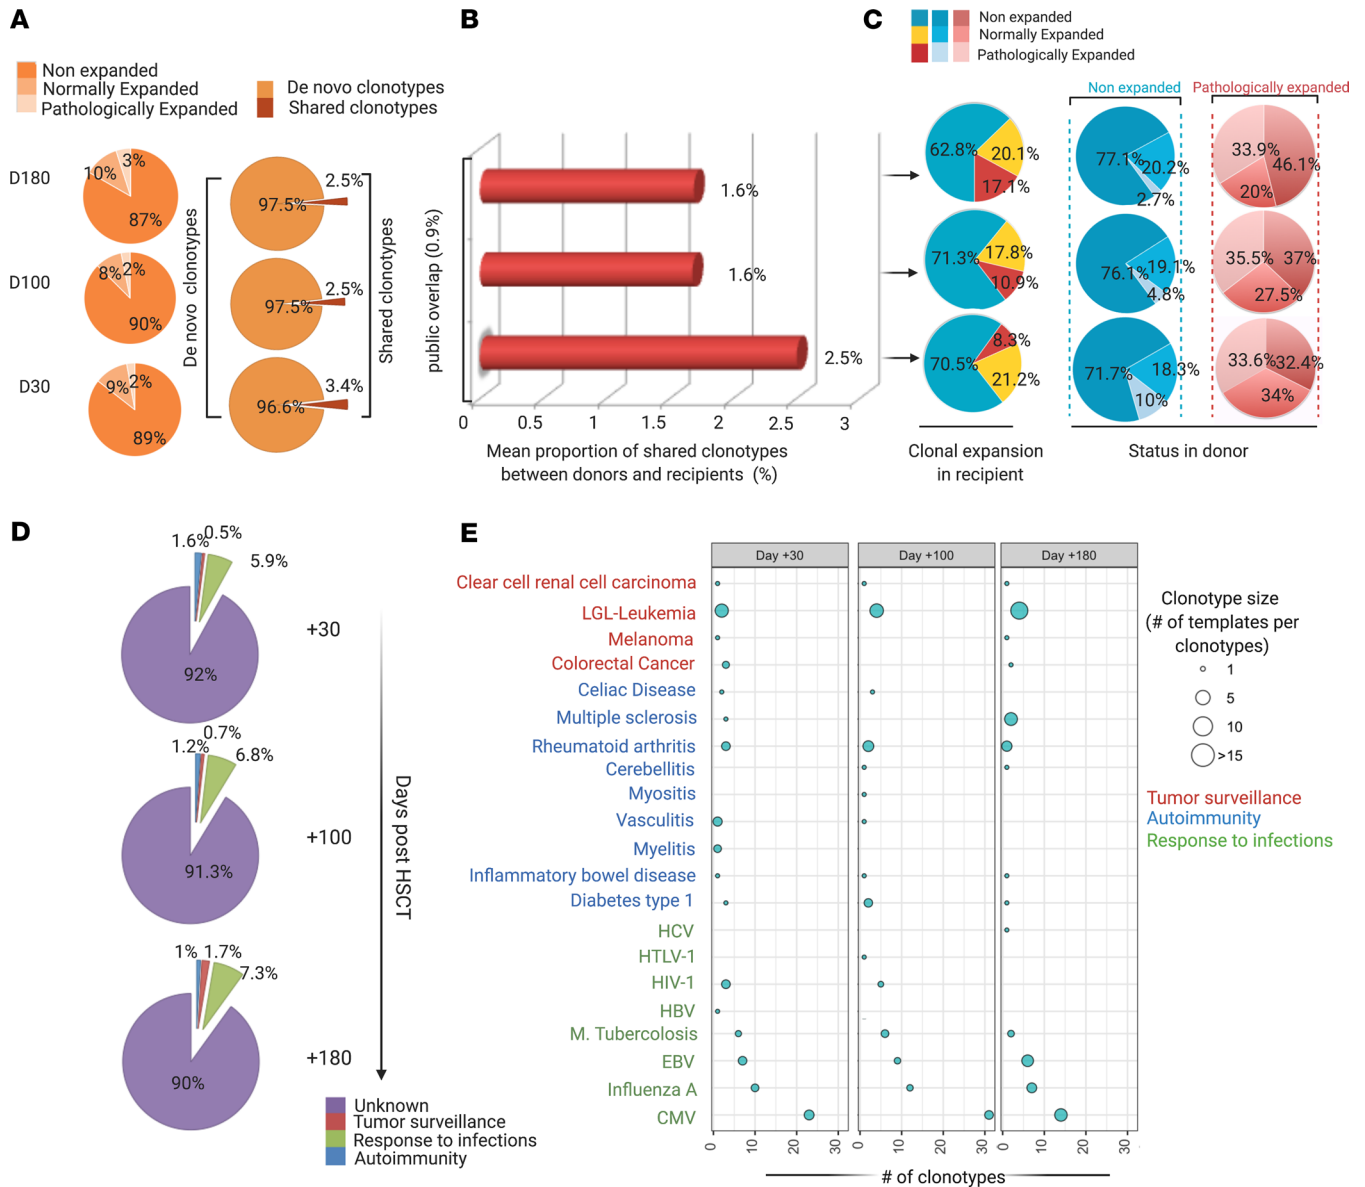 A
Non expanded
Normally Expanded
Pathologically Expanded
De novo clonotypes
Shared clonotypes
D180
10%
3%
87%
D100
8%
2%
90%
D30
9%
2%
89%
De novo clonotypes
97.5%
2.5%
97.5%
2.5%
96.6%
3.4%
Shared clonotypes
B
public overlap (0.9%)
1.6%
1.6%
2.5%
0
0.5
1
1.5
2
2.5
3
Mean proportion of shared clonotypes
between donors and recipients (%)
C
Non expanded
Normally Expanded
Pathologically Expanded
Non expanded
Pathologically expanded
62.8%
20.1%
17.1%
77.1%
20.2%
2.7%
33.9%
46.1%
20%
71.3%
17.8%
10.9%
76.1%
19.1%
4.8%
35.5%
37%
27.5%
70.5%
8.3%
21.2%
71.7%
18.3%
10%
33.6%
32.4%
34%
Clonal expansion
in recipient
Status in donor
D
1.6%
0.5%
5.9%
92%
+30
1.2%
0.7%
6.8%
91.3%
+100
1%
1.7%
7.3%
90%
+180
Days post HSCT
Unknown
Tumor surveillance
Response to infections
Autoimmunity
E
Day +30
Day +100
Day +180
Clear cell renal cell carcinoma
LGL-Leukemia
Melanoma
Colorectal Cancer
Celiac Disease
Multiple sclerosis
Rheumatoid arthritis
Cerebellitis
Myositis
Vasculitis
Myelitis
Inflammatory bowel disease
Diabetes type 1
HCV
HTLV-1
HIV-1
HBV
M. Tubercolosis
EBV
Influenza A
CMV
0
10
20
30
0
10
20
30
0
10
20
30
# of clonotypes
Clonotype size
(# of templates per
clonotypes)
1
5
10
>15
Tumor surveillance
Autoimmunity
Response to infections